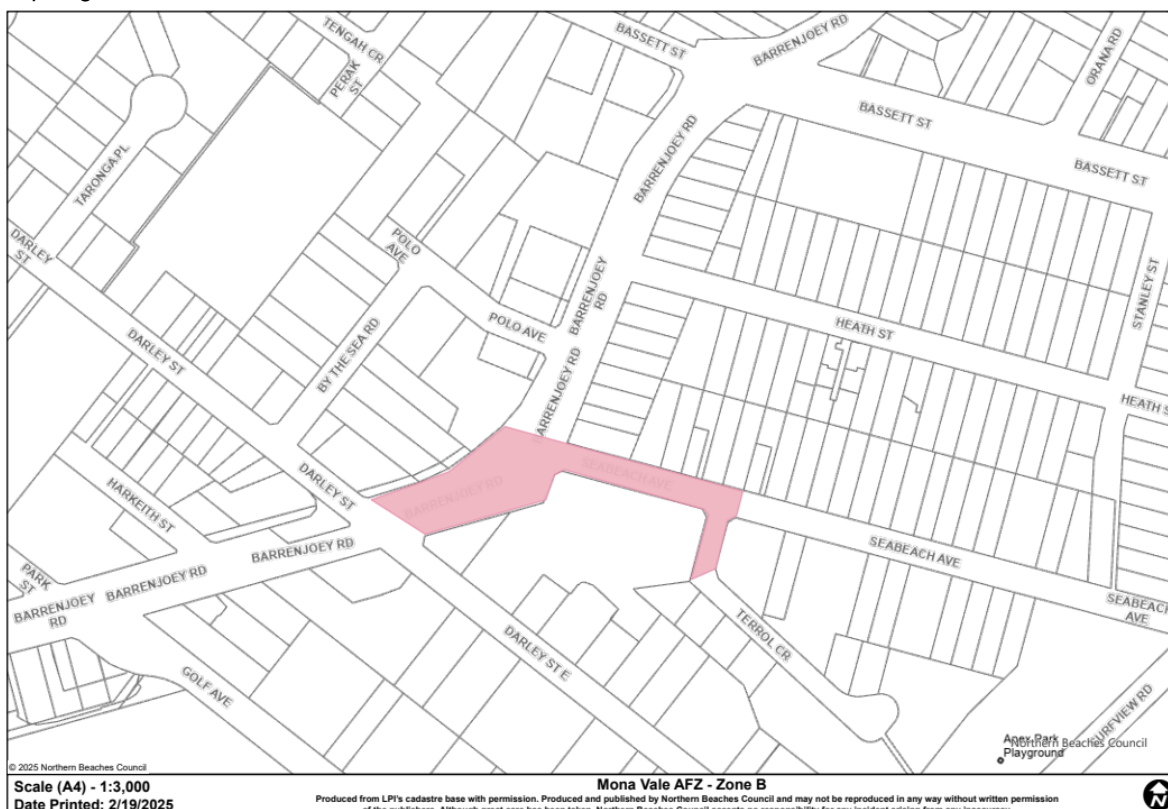 TENGAH CR
PERAK
ST
BASSETT ST
BARRENJOEY RD
ORANA RD
BASSETT ST
BASSETT ST
TARONGA PL
BARRENJOEY RD
DARLEY
ST
POLO
AVE
STANLEY ST
BARRENJOEY
RD
POLO AVE
HEATH ST
DARLEY ST
BY THE SEA RD
BARRENJOEY RD
HEATH S
SEABEACH AVE
DARLEY ST
BARRENJOEY RD
HARKEITH ST
BARRENJOEY RD
SEABEACH AVE
PARK
ST
BARRENJOEY RD
BARRENJOEY
RD
SEABEACH
AVE
TERROL CR
DARLEY ST E
GOLF AVE
SURFVIEW RD
Apex Park
Playground
Northern Beaches Council
© 2025 Northern Beaches Council
Scale (A4) - 1:3,000
Date Printed: 2/19/2025
Mona Vale AFZ - Zone B
Produced from LPI's cadastre base with permission. Produced and published by Northern Beaches Council and may not be reproduced in any way without written permission